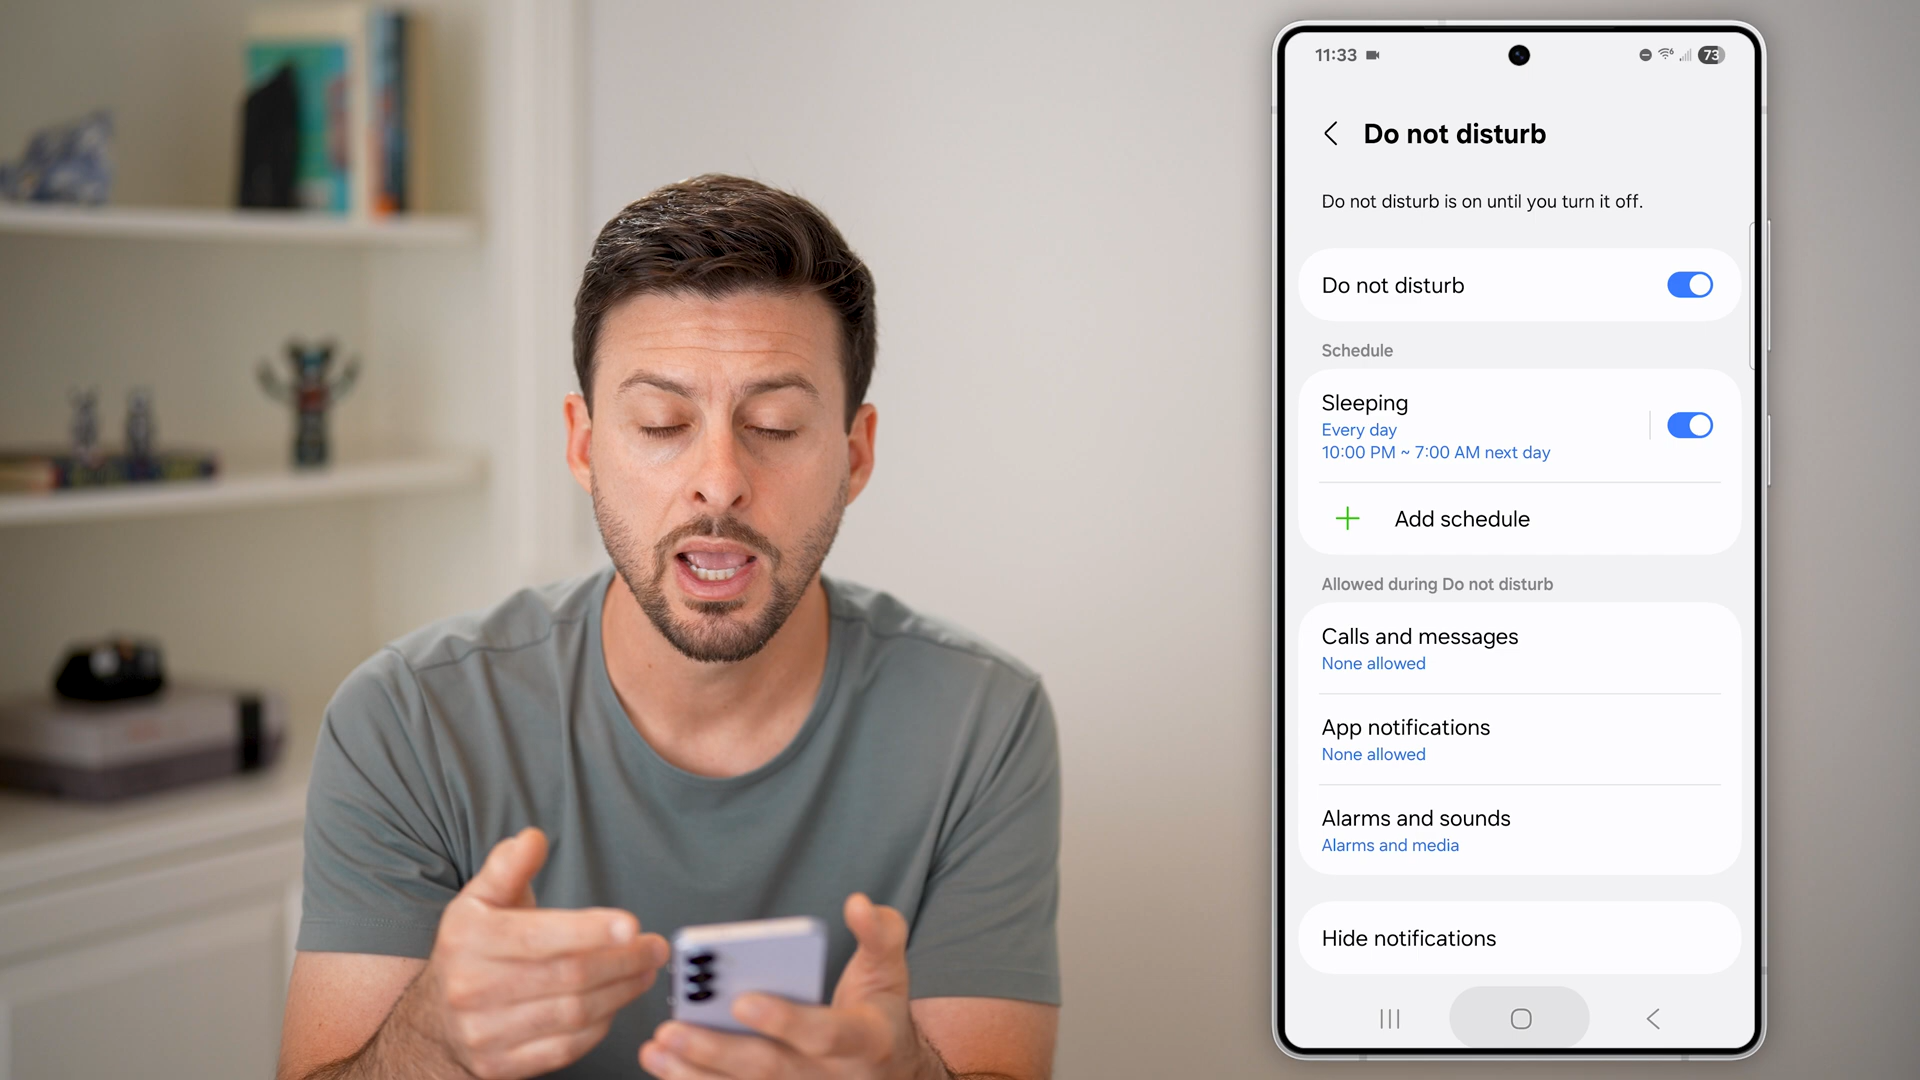 11:33
73
Do not disturb
Do not disturb is on until you turn it off.
Do not disturb
Schedule
Sleeping
Every day
10:00 PM ~ 7:00 AM next day
Add schedule
Allowed during Do not disturb
Calls and messages
None allowed
App notifications
None allowed
Alarms and sounds
Alarms and media
Hide notifications